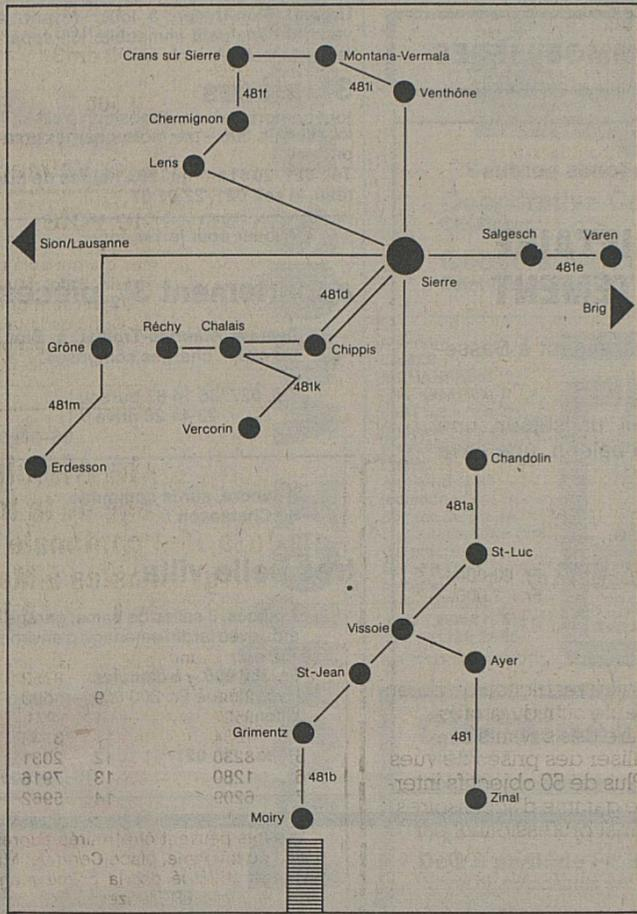 Crans sur Sierre
Montana-Vermala
481i
481f
Venthône
Chermignon
Lens
Sion/Lausanne
Salgesch
Varen
481e
Sierre
481d
Brig
Réchy
Chalais
Grône
Chippis
481k
481m
Vercorin
Erdesson
Chandolin
481a
St-Luc
Vissoie
St-Jean
Ayer
Grimentz
481
481b
Zinal
Moiry